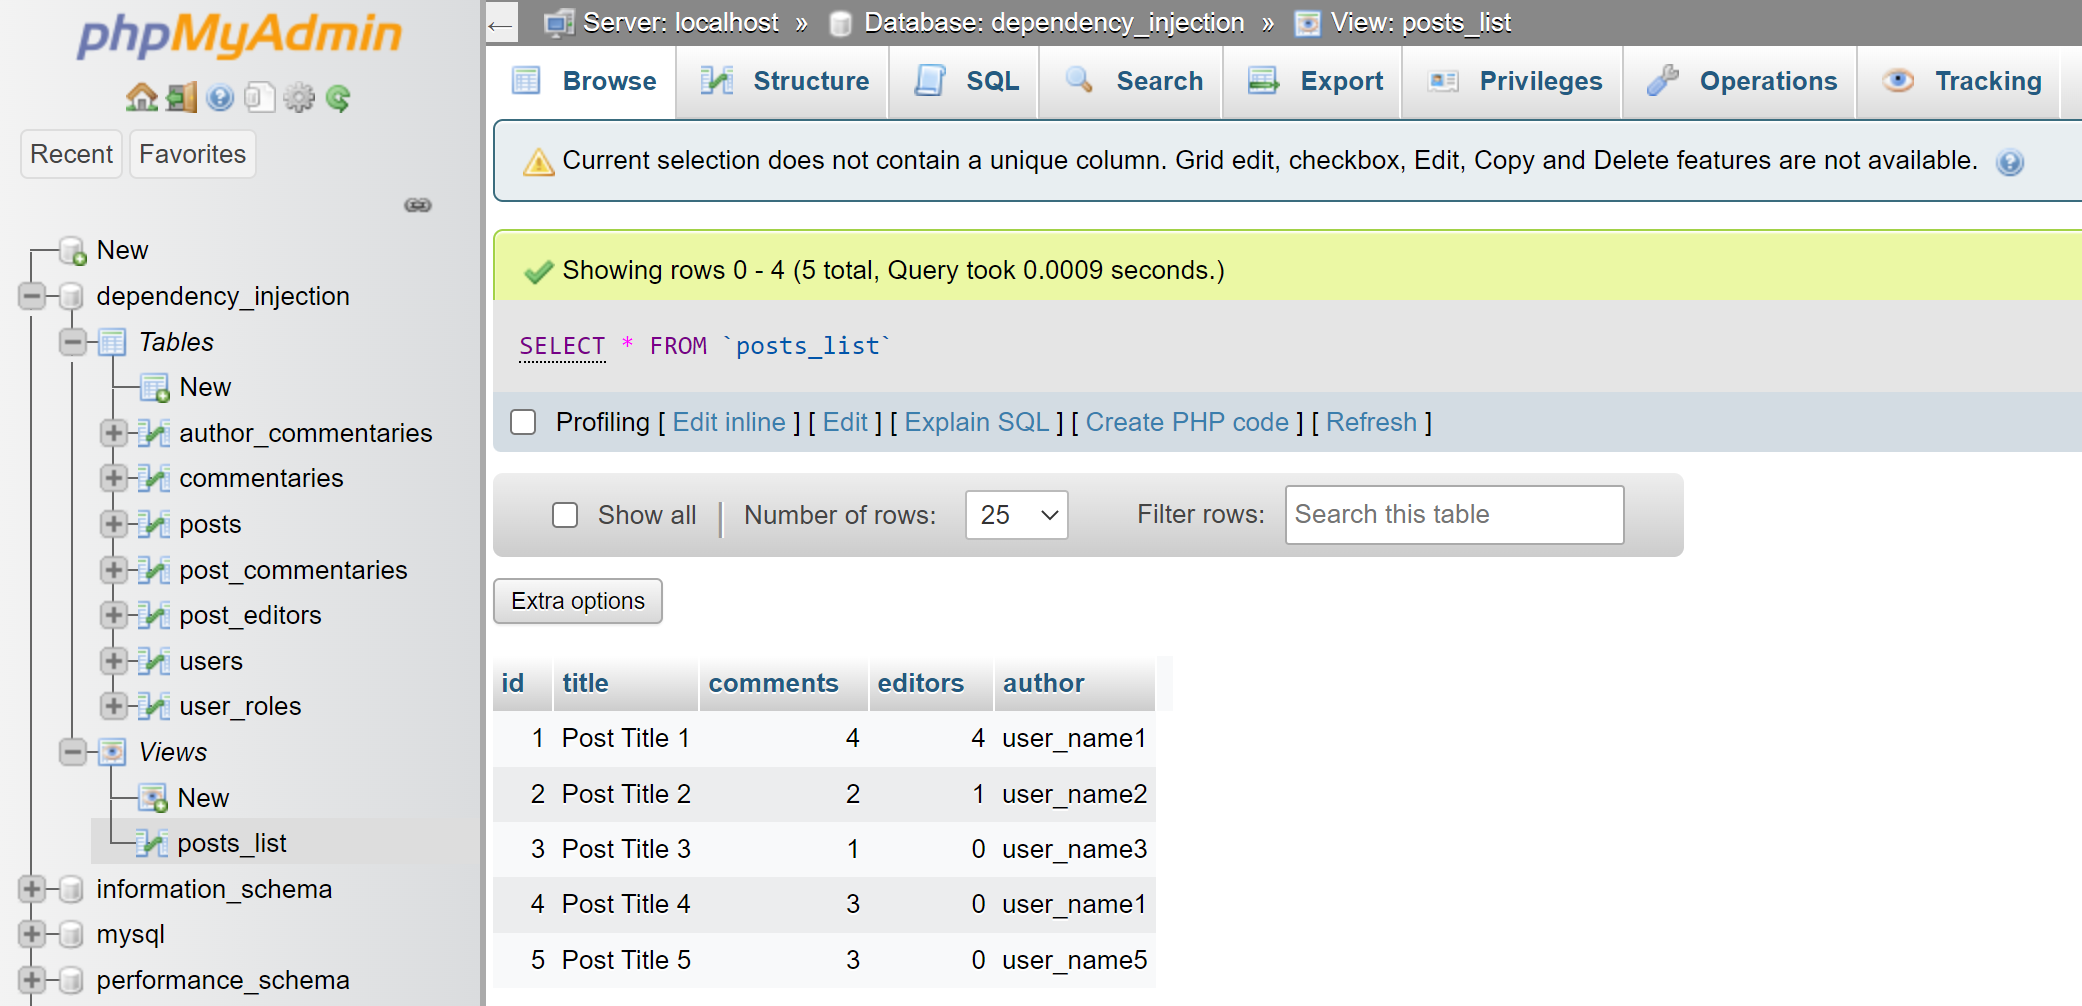 phpMyAdmin
Recent Favorites
New
dependency_injection
Tables
New
author_commentaries
commentaries
posts
post_commentaries
post_editors
users
user_roles
Views
New
posts_list
information_schema
mysql
performance_schema
← Server: localhost » Database: dependency_injection » View: posts_list
Browse Structure SQL Search Export Privileges Operations Tracking
Current selection does not contain a unique column. Grid edit, checkbox, Edit, Copy and Delete features are not available.
Showing rows 0 - 4 (5 total, Query took 0.0009 seconds.)
SELECT * FROM `posts_list`
Profiling [ Edit inline ] [ Edit ] [ Explain SQL ] [ Create PHP code ] [ Refresh ]
Show all | Number of rows: 25 Filter rows: Search this table
Extra options
id title comments editors author
1 Post Title 1 4 4 user_name1
2 Post Title 2 2 1 user_name2
3 Post Title 3 1 0 user_name3
4 Post Title 4 3 0 user_name1
5 Post Title 5 3 0 user_name5